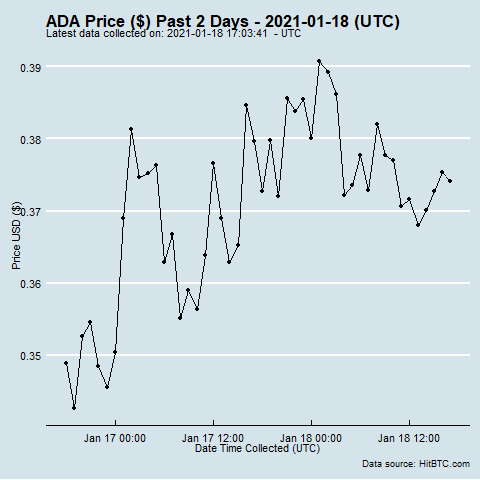 ADA Price ($) Past 2 Days - 2021-01-18 (UTC)
Latest data collected on: 2021-01-18 17:03:41 - UTC
0.39
0.38
0.37
0.36
0.35
Price USD ($)
Jan 17 00:00
Jan 17 12:00
Jan 18 00:00
Jan 18 12:00
Date Time Collected (UTC)
Data source: HitBTC.com